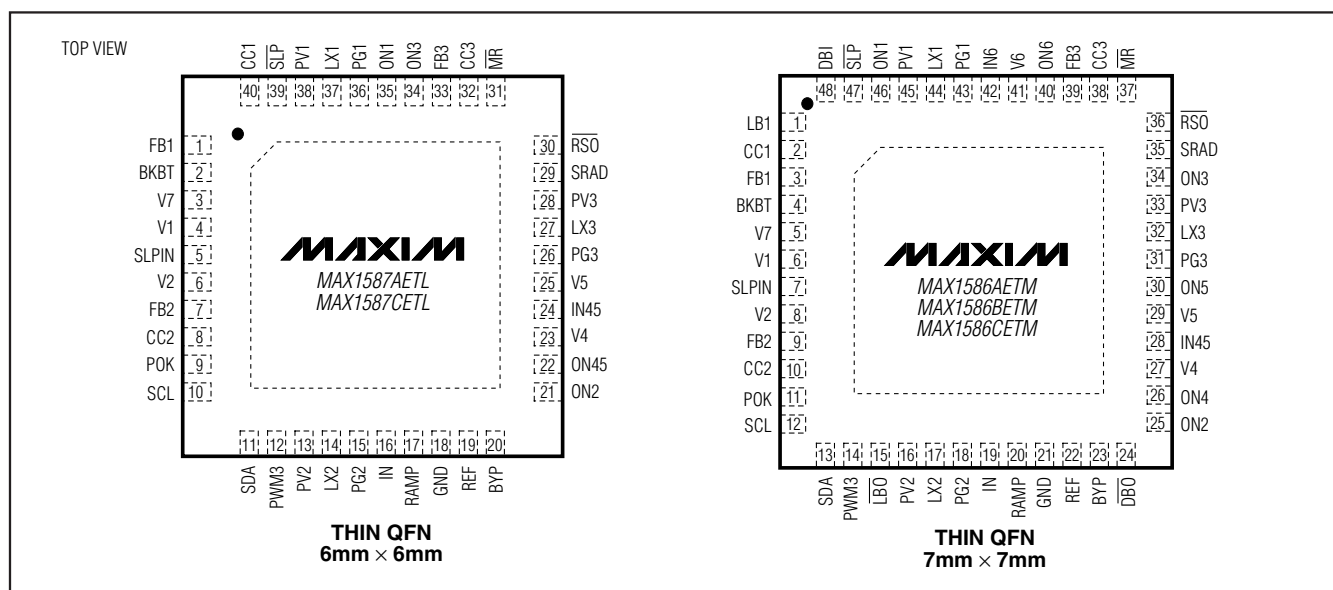 TOP VIEW
CC1 S̅L̅P̅ PV1 LX1 PG1 ON1 ON3 FB3 CC3 M̅R̅
40 39 38 37 36 35 34 33 32 31
FB1 1
BKBT 2
V7 3
V1 4
SLPIN 5
V2 6
FB2 7
CC2 8
POK 9
SCL 10
MAXIM
MAX1587AETL
MAX1587CETL
30 R̅S̅O̅
29 SRAD
28 PV3
27 LX3
26 PG3
25 V5
24 IN45
23 V4
22 ON45
21 ON2
11 12 13 14 15 16 17 18 19 20
SDA PWM3 PV2 LX2 PG2 IN RAMP GND REF BYP
THIN QFN
6mm × 6mm
DBI S̅L̅P̅ ON1 PV1 LX1 PG1 IN6 V6 ON6 FB3 CC3 M̅R̅
48 47 46 45 44 43 42 41 40 39 38 37
LB1 1
CC1 2
FB1 3
BKBT 4
V7 5
V1 6
SLPIN 7
V2 8
FB2 9
CC2 10
POK 11
SCL 12
MAXIM
MAX1586AETM
MAX1586BETM
MAX1586CETM
36 R̅S̅O̅
35 SRAD
34 ON3
33 PV3
32 LX3
31 PG3
30 ON5
29 V5
28 IN45
27 V4
26 ON4
25 ON2
13 14 15 16 17 18 19 20 21 22 23 24
SDA PWM3 L̅B̅O̅ PV2 LX2 PG2 IN RAMP GND REF BYP D̅B̅O̅
THIN QFN
7mm × 7mm